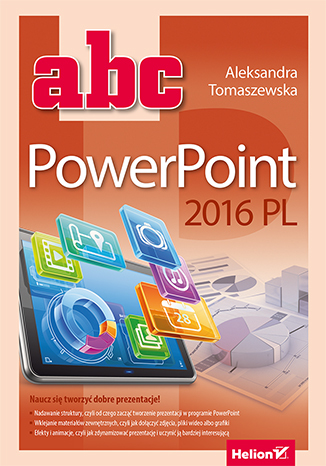 abc
Aleksandra
Tomaszewska
PowerPoint
2016 PL
28
Naucz się tworzyć dobre prezentacje!
• Nadawanie struktury, czyli od czego zacząć tworzenie prezentacji w programie PowerPoint
• Wklejanie materiałów zewnętrznych, czyli jak dołączyć zdjęcia, pliki wideo albo grafiki
• Efekty i animacje, czyli jak zdynamizować prezentację i uczynić ją bardziej interesującą
Helion